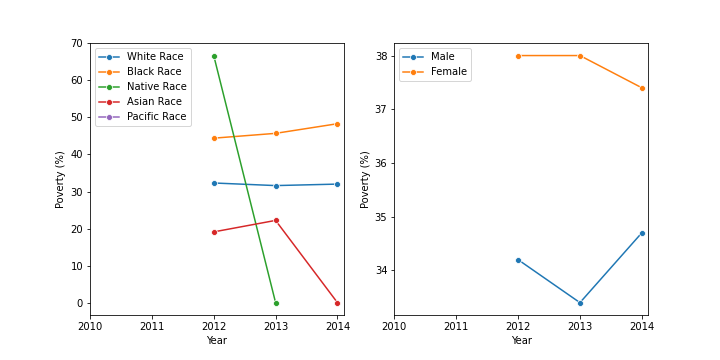 White Race
Black Race
Native Race
Asian Race
Pacific Race
70
60
50
40
30
20
10
0
Poverty (%)
2010 2011 2012 2013 2014
Year
Male
Female
38
37
36
35
34
Poverty (%)
2010 2011 2012 2013 2014
Year